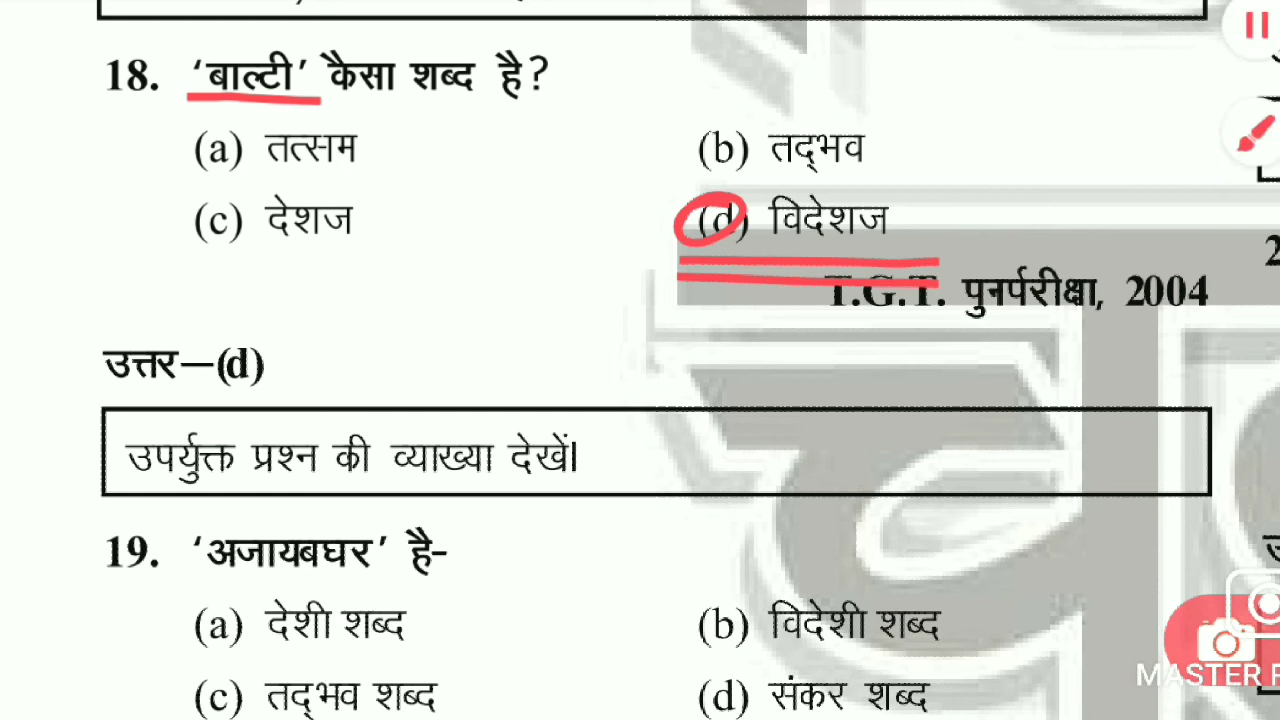 18. ‘बाल्टी’ कैसा शब्द है?
(a) तत्सम (b) तद्‌भव
(c) देशज (d) विदेशज
T.G.T. पुनर्परीक्षा, 2004
उत्तर—(d)
उपर्युक्त प्रश्न की व्याख्या देखें।
19. ‘अजायबघर’ है-
(a) देशी शब्द (b) विदेशी शब्द
(c) तद्‌भव शब्द (d) संकर शब्द
MASTER